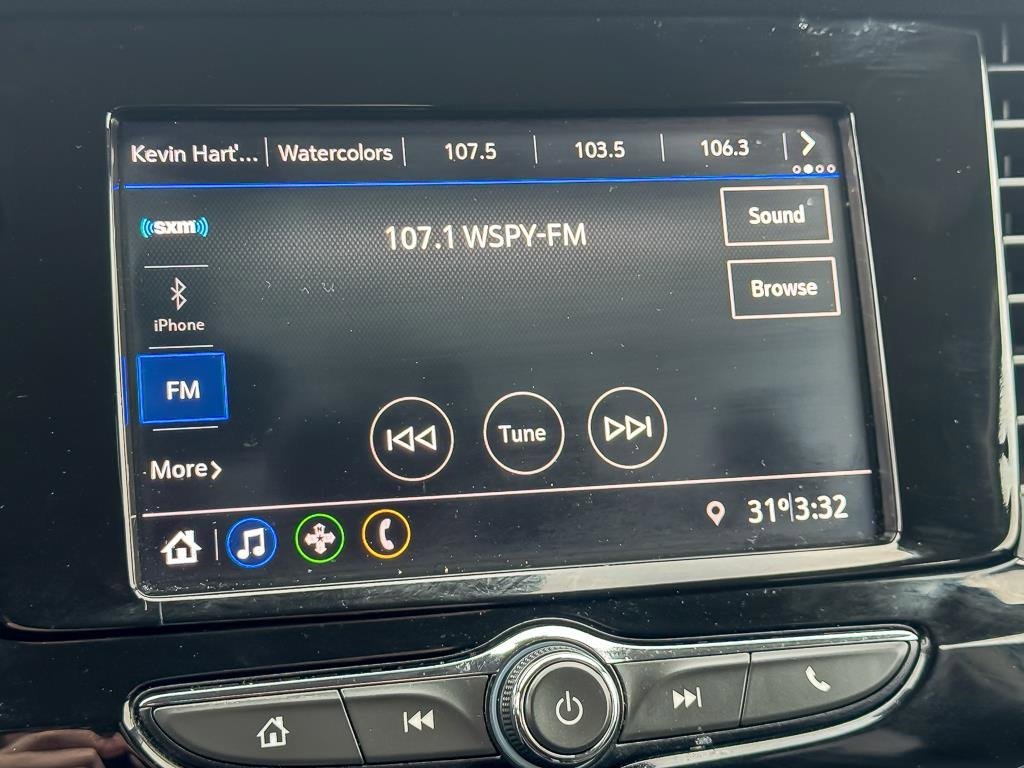 Kevin Hart'... Watercolors 107.5 103.5 106.3
((sxm))
107.1 WSPY-FM
Sound
Browse
iPhone
FM
Tune
More
31° 3:32